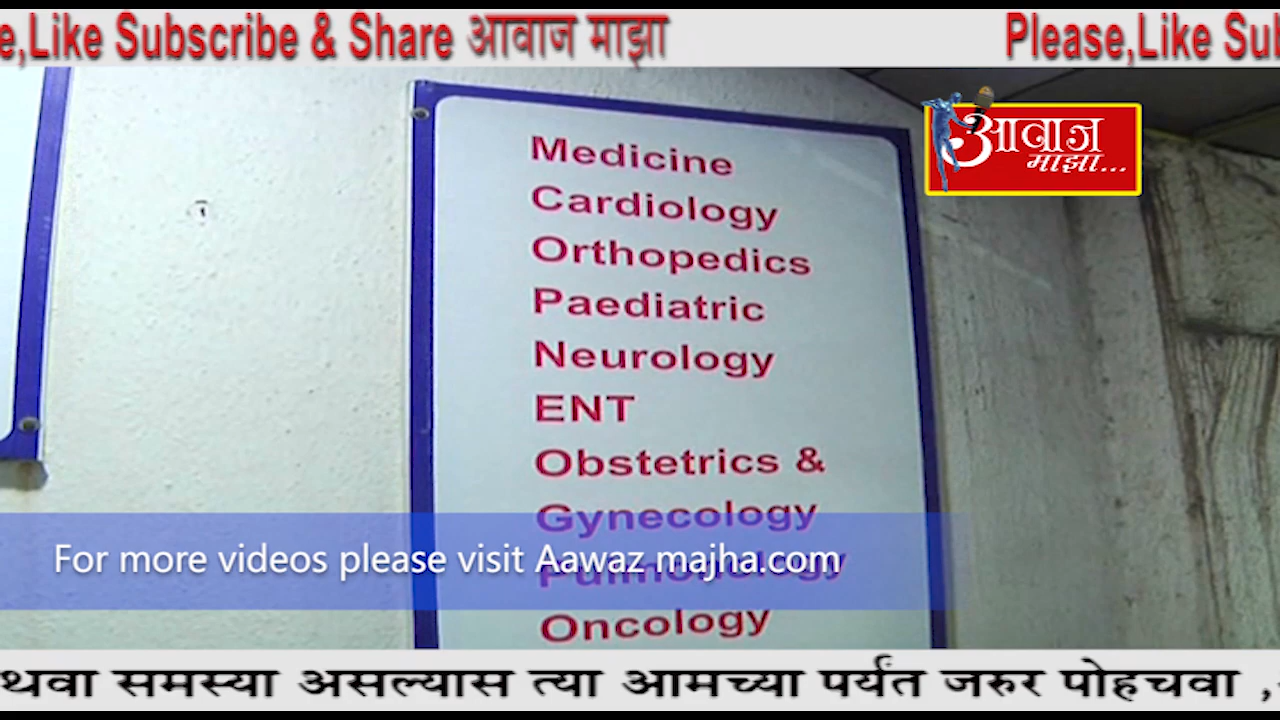 e,Like Subscribe & Share आवाज माझा
Please,Like Sub
आवाज
माझा...
Medicine
Cardiology
Orthopedics
Paediatric
Neurology
ENT
Obstetrics &
Gynecology
For more videos please visit Aawaz majha.com
Pulmonology
Oncology
थवा समस्या असल्यास त्या आमच्या पर्यंत जरुर पोहचवा ,